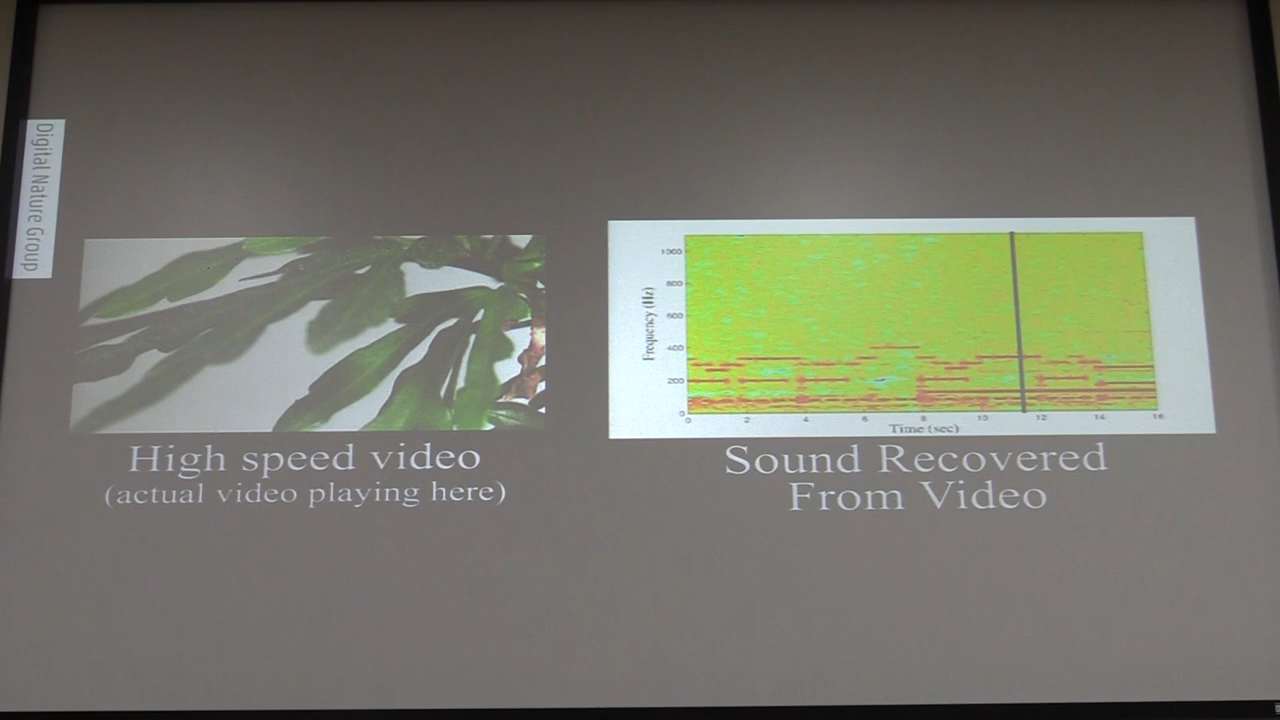 Digital Nature Group
High speed video
(actual video playing here)
Frequency (Hz)
1000
800
600
400
200
0
0 2 4 6 8 10 12 14 16
Time (sec)
Sound Recovered
From Video